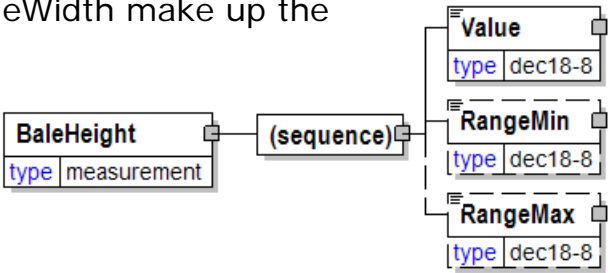 eWidth make up the
Value
type dec18-8
BaleHeight
type measurement
(sequence)
RangeMin
type dec18-8
RangeMax
type dec18-8